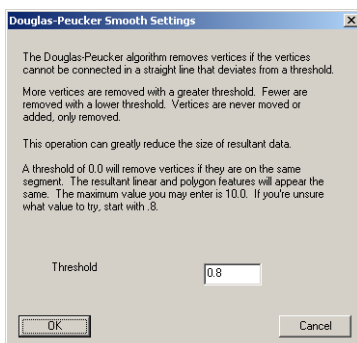 Douglas-Peucker Smooth Settings
The Douglas-Peucker algorithm removes vertices if the vertices
cannot be connected in a straight line that deviates from a threshold.
More vertices are removed with a greater threshold. Fewer are
removed with a lower threshold. Vertices are never moved or
added, only removed.
This operation can greatly reduce the size of resultant data.
A threshold of 0.0 will remove vertices if they are on the same
segment. The resultant linear and polygon features will appear the
same. The maximum value you may enter is 10.0. If you're unsure
what value to try, start with .8.
Threshold
0.8
OK
Cancel